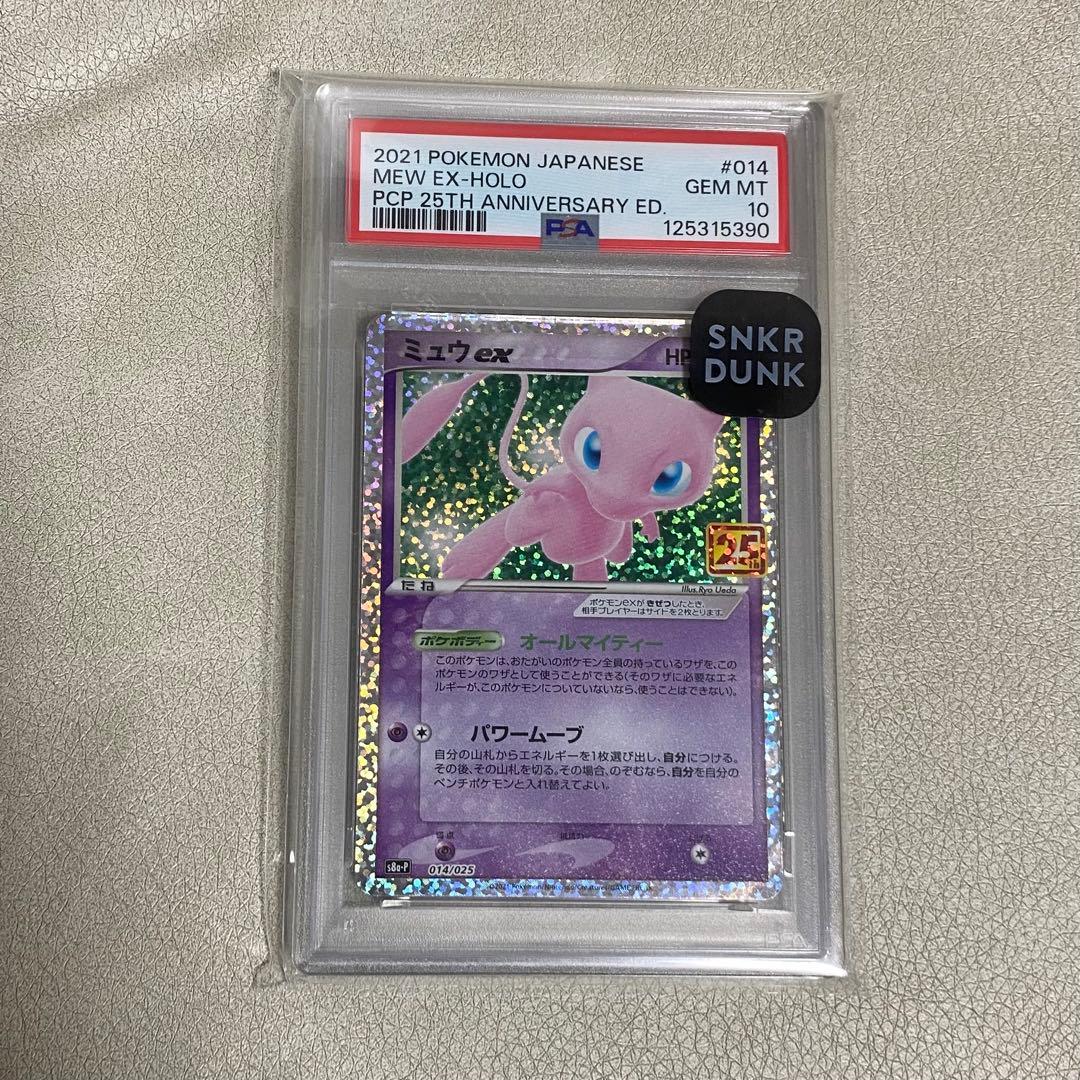 2021 POKEMON JAPANESE #014
MEW EX-HOLO GEM MT
PCP 25TH ANNIVERSARY ED. 10
PSA 125315390
SNKR
DUNK
ミュウex HP
25th
たね
Illus. Ryo Ueda
ポケモンexが きぜつしたとき、
相手プレイヤーはサイドを2枚とります。
ポケボディー オールマイティー
このポケモンは、おたがいのポケモン全員の持っているワザを、この
ポケモンのワザとして使うことができる(そのワザに必要なエネ
ルギーが、このポケモンについていないなら、使うことはできない)。
パワームーブ
自分の山札からエネルギーを1枚選び出し、自分につける。
その後、その山札を切る。その場合、のぞむなら、自分を自分の
ベンチポケモンと入れ替えてよい。
弱点
s8a-P 014/025
©2021 Pokémon/Nintendo/Creatures/GAME FREAK